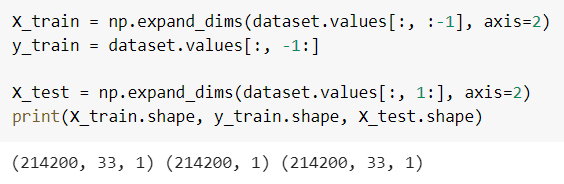 X_train = np.expand_dims(dataset.values[:, :-1], axis=2)
y_train = dataset.values[:, -1:]
X_test = np.expand_dims(dataset.values[:, 1:], axis=2)
print(X_train.shape, y_train.shape, X_test.shape)
(214200, 33, 1) (214200, 1) (214200, 33, 1)